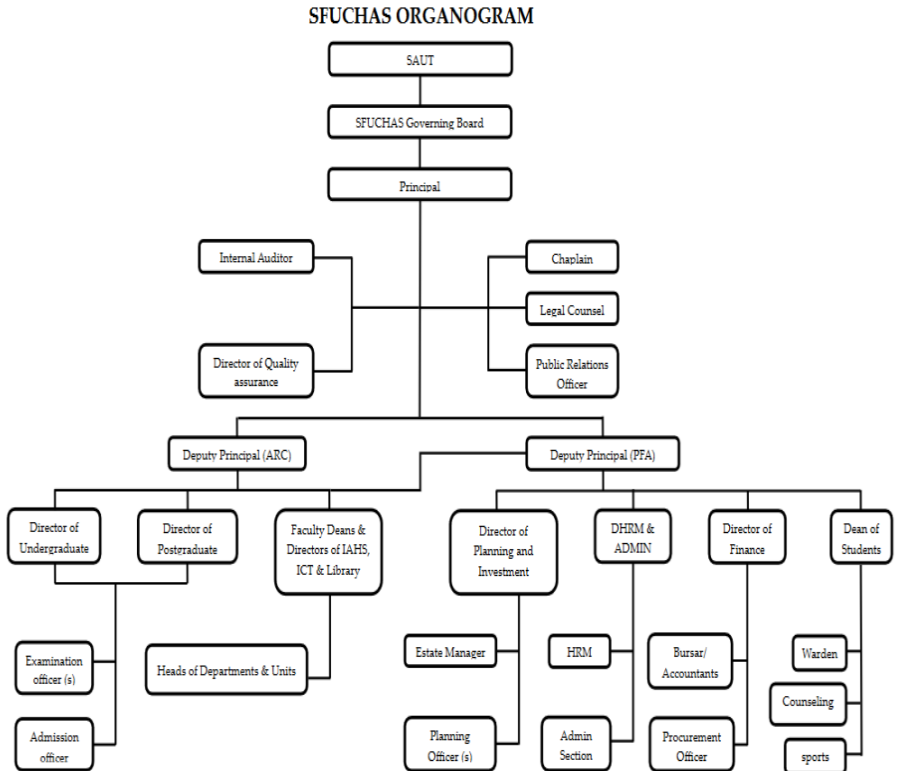 SFUCHAS ORGANOGRAM
SAUT
SFUCHAS Governing Board
Principal
Internal Auditor
Chaplain
Legal Counsel
Director of Quality
assurance
Public Relations
Officer
Deputy Principal (ARC)
Deputy Principal (PFA)
Director of
Undergraduate
Director of
Postgraduate
Faculty Deans &
Directors of IAHS,
ICT & Library
Director of
Planning and
Investment
DHRM &
ADMIN
Director of
Finance
Dean of
Students
Examination
officer (s)
Heads of Departments & Units
Estate Manager
HRM
Bursar/
Accountants
Warden
Counseling
Admission
officer
Planning
Officer (s)
Admin
Section
Procurement
Officer
sports